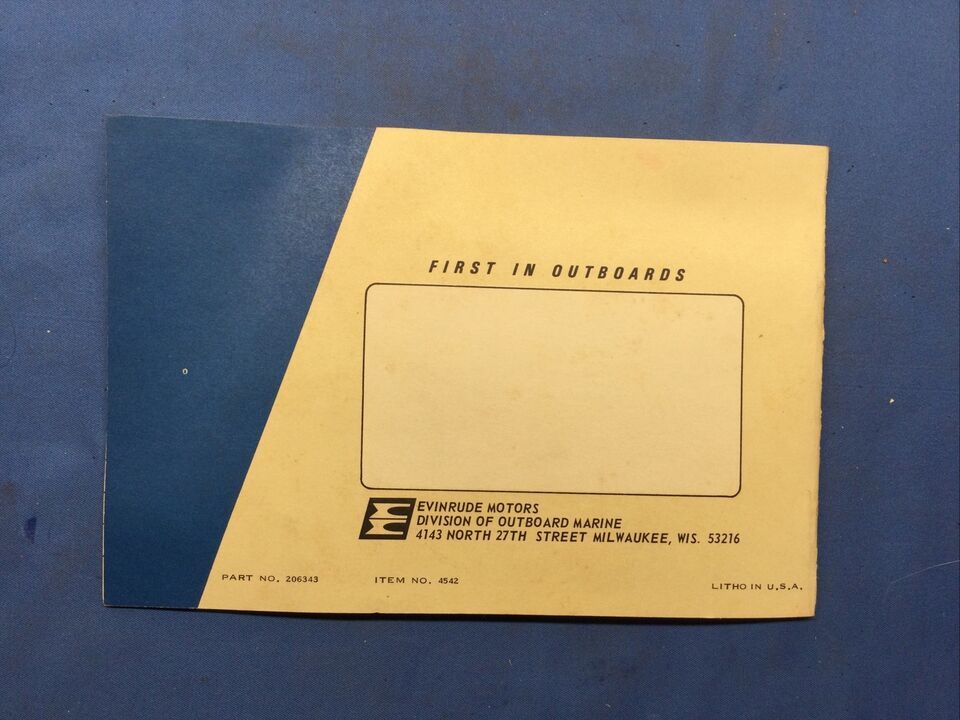 FIRST IN OUTBOARDS
EVINRUDE MOTORS
DIVISION OF OUTBOARD MARINE
4143 NORTH 27TH STREET MILWAUKEE, WIS. 53216
PART NO. 206343 ITEM NO. 4542 LITHO IN U.S.A.